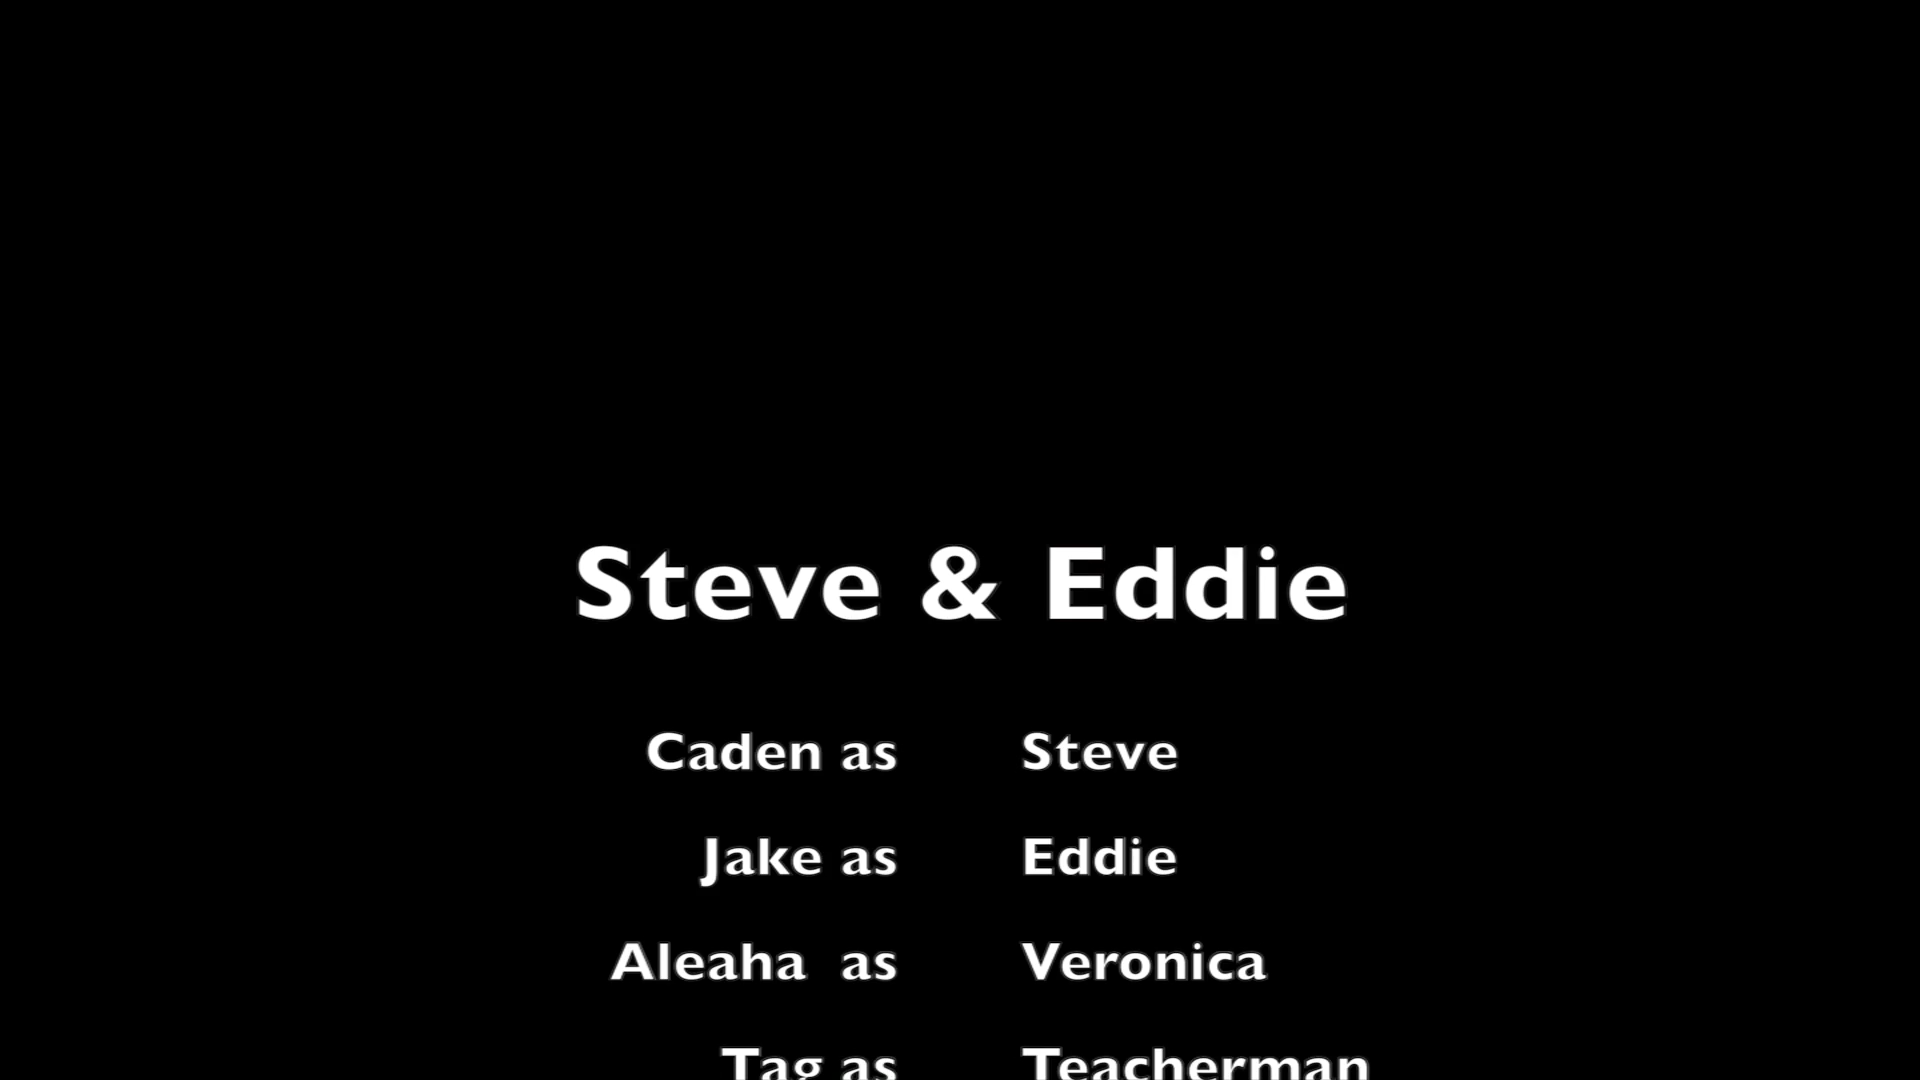 Steve & Eddie
Caden as Steve
Jake as Eddie
Aleaha as Veronica
Tag as Teacherman